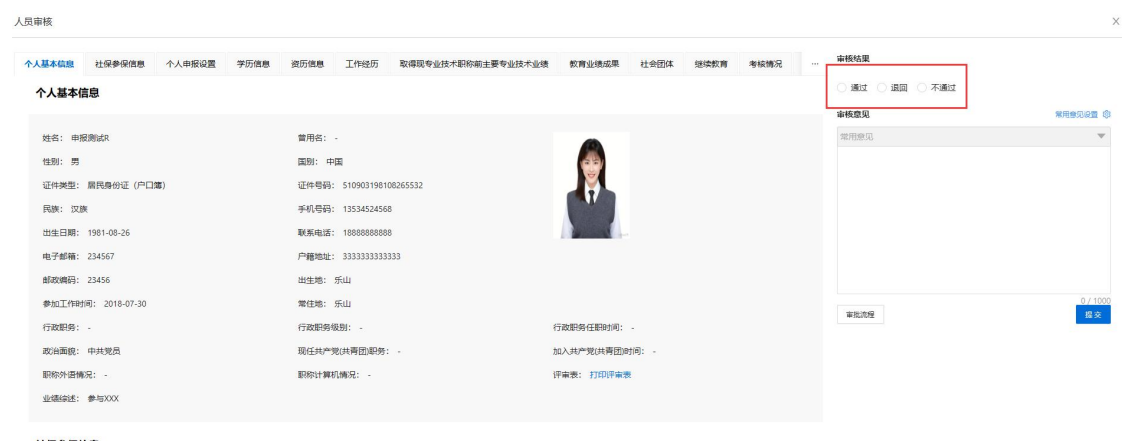 人员审核
个人基本信息 社保参保信息 个人申报设置 学历信息 资历信息 工作经历 取得现专业技术职称前主要专业技术业绩 教育业绩成果 社会团体 继续教育 考核情况 ...
审核结果
通过 退回 不通过
个人基本信息
审核意见 常用意见设置
常用意见
姓名： 申报测试R 曾用名： -
性别： 男 国别： 中国
证件类型： 居民身份证（户口簿） 证件号码： 510903198108265532
民族： 汉族 手机号码： 13534524568
出生日期： 1981-08-26 联系电话： 18888888888
电子邮箱： 234567 户籍地址： 3333333333333
邮政编码： 23456 出生地： 乐山
参加工作时间： 2018-07-30 常住地： 乐山
0 / 1000
审批流程 提交
行政职务： - 行政职务级别： - 行政职务任职时间： -
政治面貌： 中共党员 现任共产党(共青团)职务： - 加入共产党(共青团)时间： -
职称外语情况： - 职称计算机情况： - 评审表： 打印评审表
业绩综述： 参与XXX